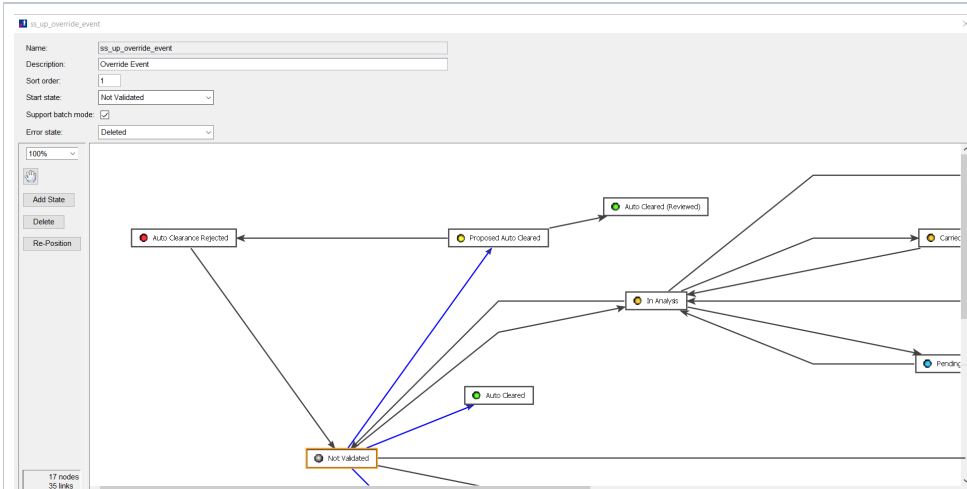 ss_up_override_event
Name: ss_up_override_event
Description: Override Event
Sort order: 1
Start state: Not Validated
Support batch mode:
Error state: Deleted
100%
Add State
Delete
Re-Position
Auto Cleared (Reviewed)
Auto Clearance Rejected
Proposed Auto Cleared
Carried
In Analysis
Pending
Auto Cleared
Not Validated
17 nodes
35 links